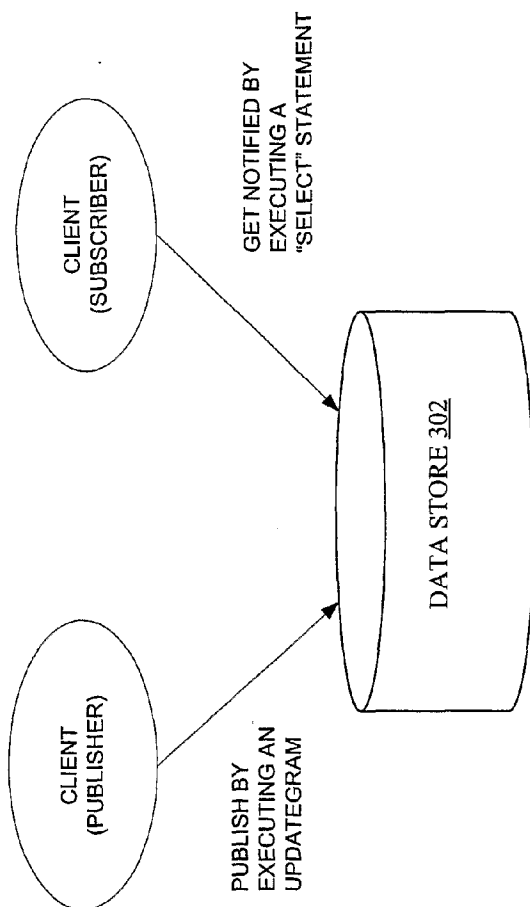 CLIENT
(PUBLISHER)
CLIENT
(SUBSCRIBER)
PUBLISH BY
EXECUTING AN
UPDATEGRAM
GET NOTIFIED BY
EXECUTING A
"SELECT" STATEMENT
DATA STORE 302